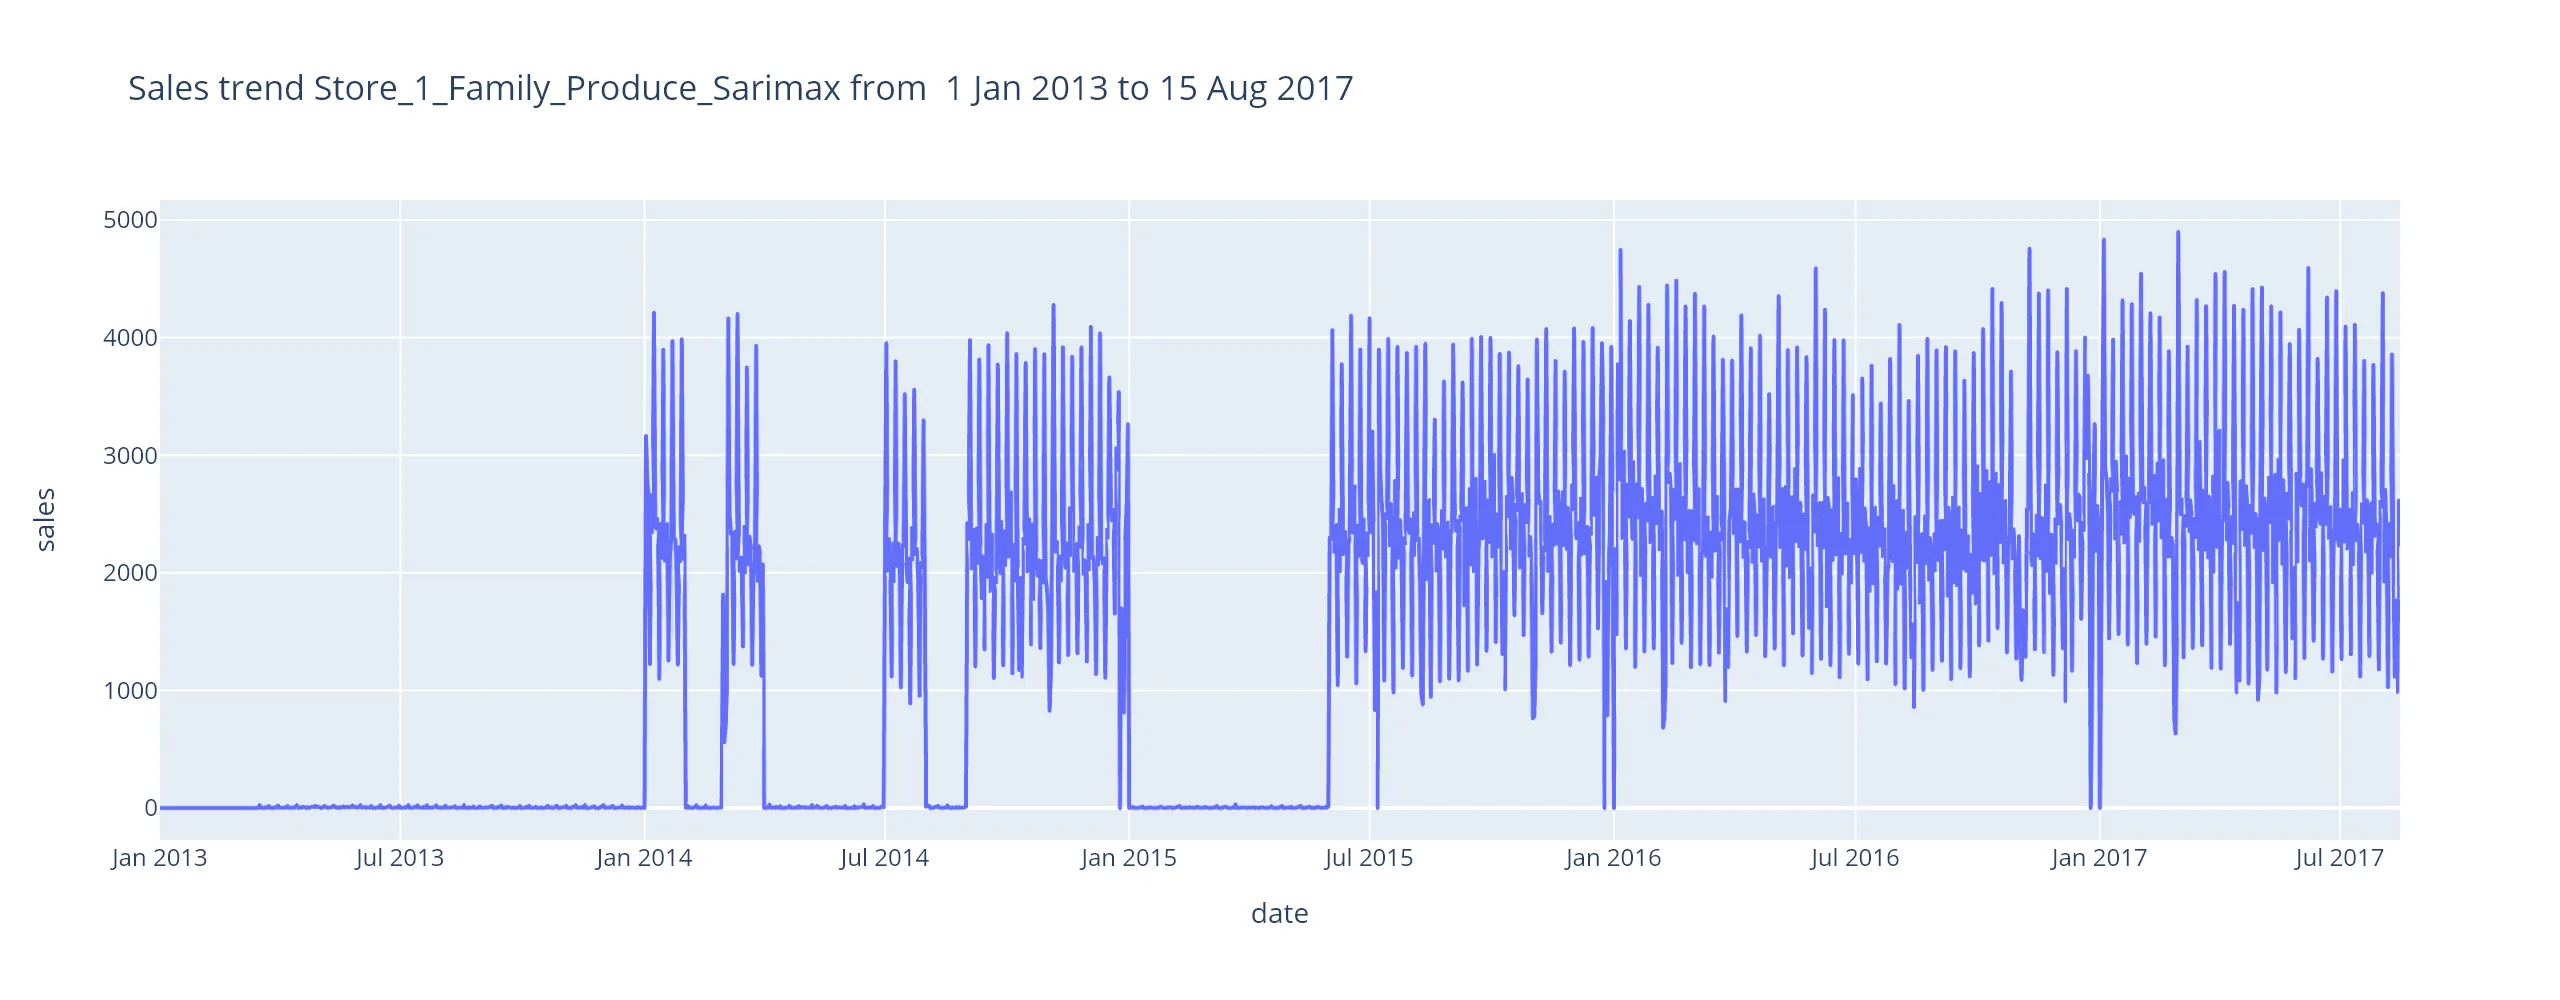 Sales trend Store_1_Family_Produce_Sarimax from  1 Jan 2013 to 15 Aug 2017
5000
4000
3000
2000
1000
0
sales
Jan 2013 Jul 2013 Jan 2014 Jul 2014 Jan 2015 Jul 2015 Jan 2016 Jul 2016 Jan 2017 Jul 2017
date